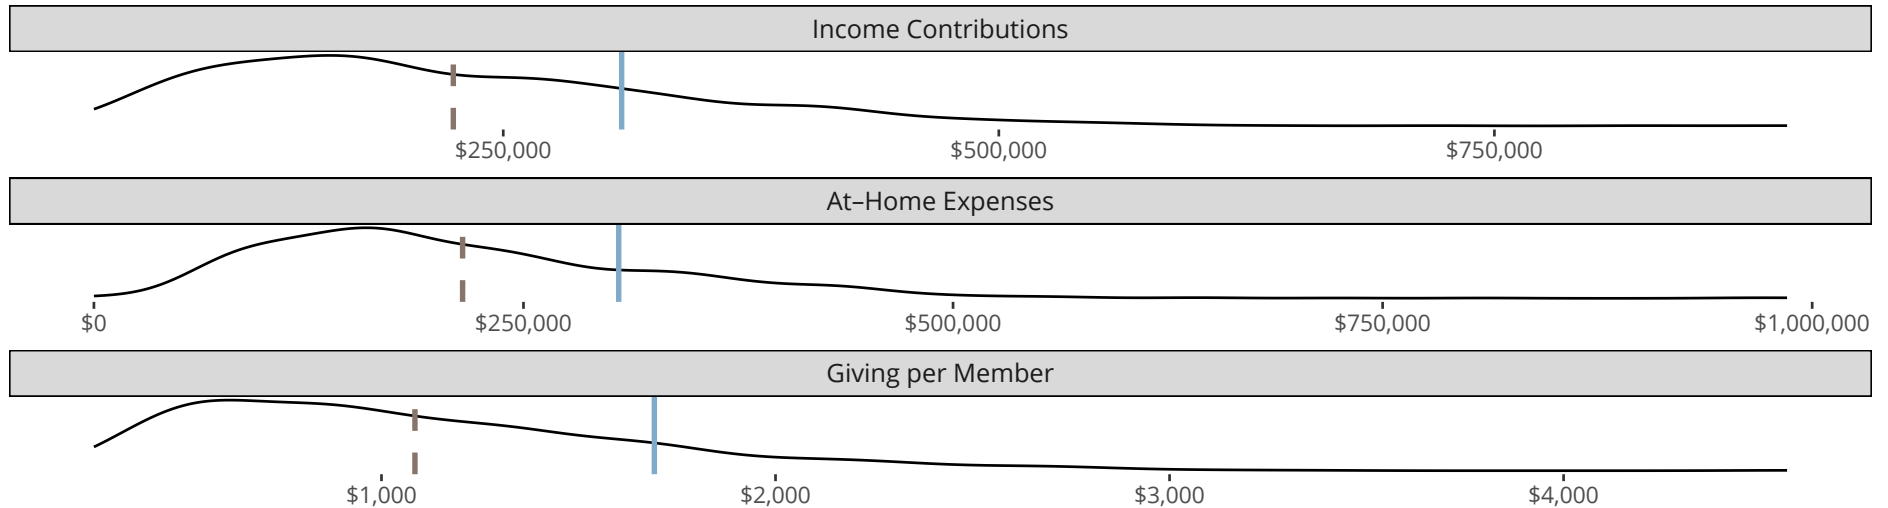 Income Contributions
$250,000 $500,000 $750,000
At–Home Expenses
$0 $250,000 $500,000 $750,000 $1,000,000
Giving per Member
$1,000 $2,000 $3,000 $4,000